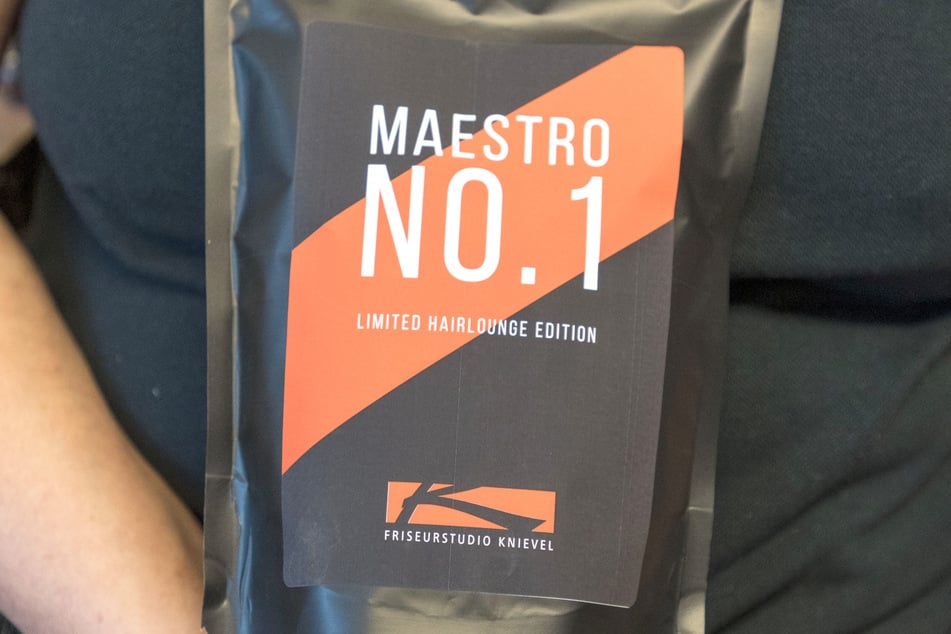 MAESTRO
NO. 1
LIMITED HAIRLOUNGE EDITION
FRISEURSTUDIO KNIEVEL